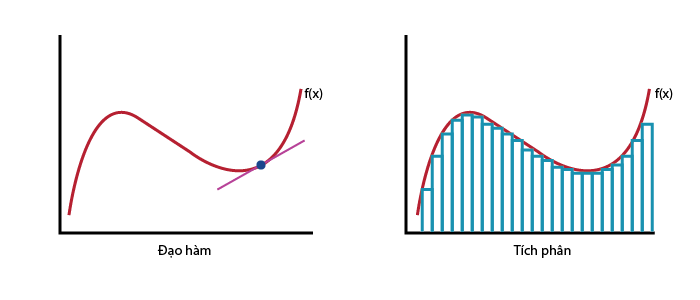 f(x)
f(x)
Đạo hàm
Tích phân